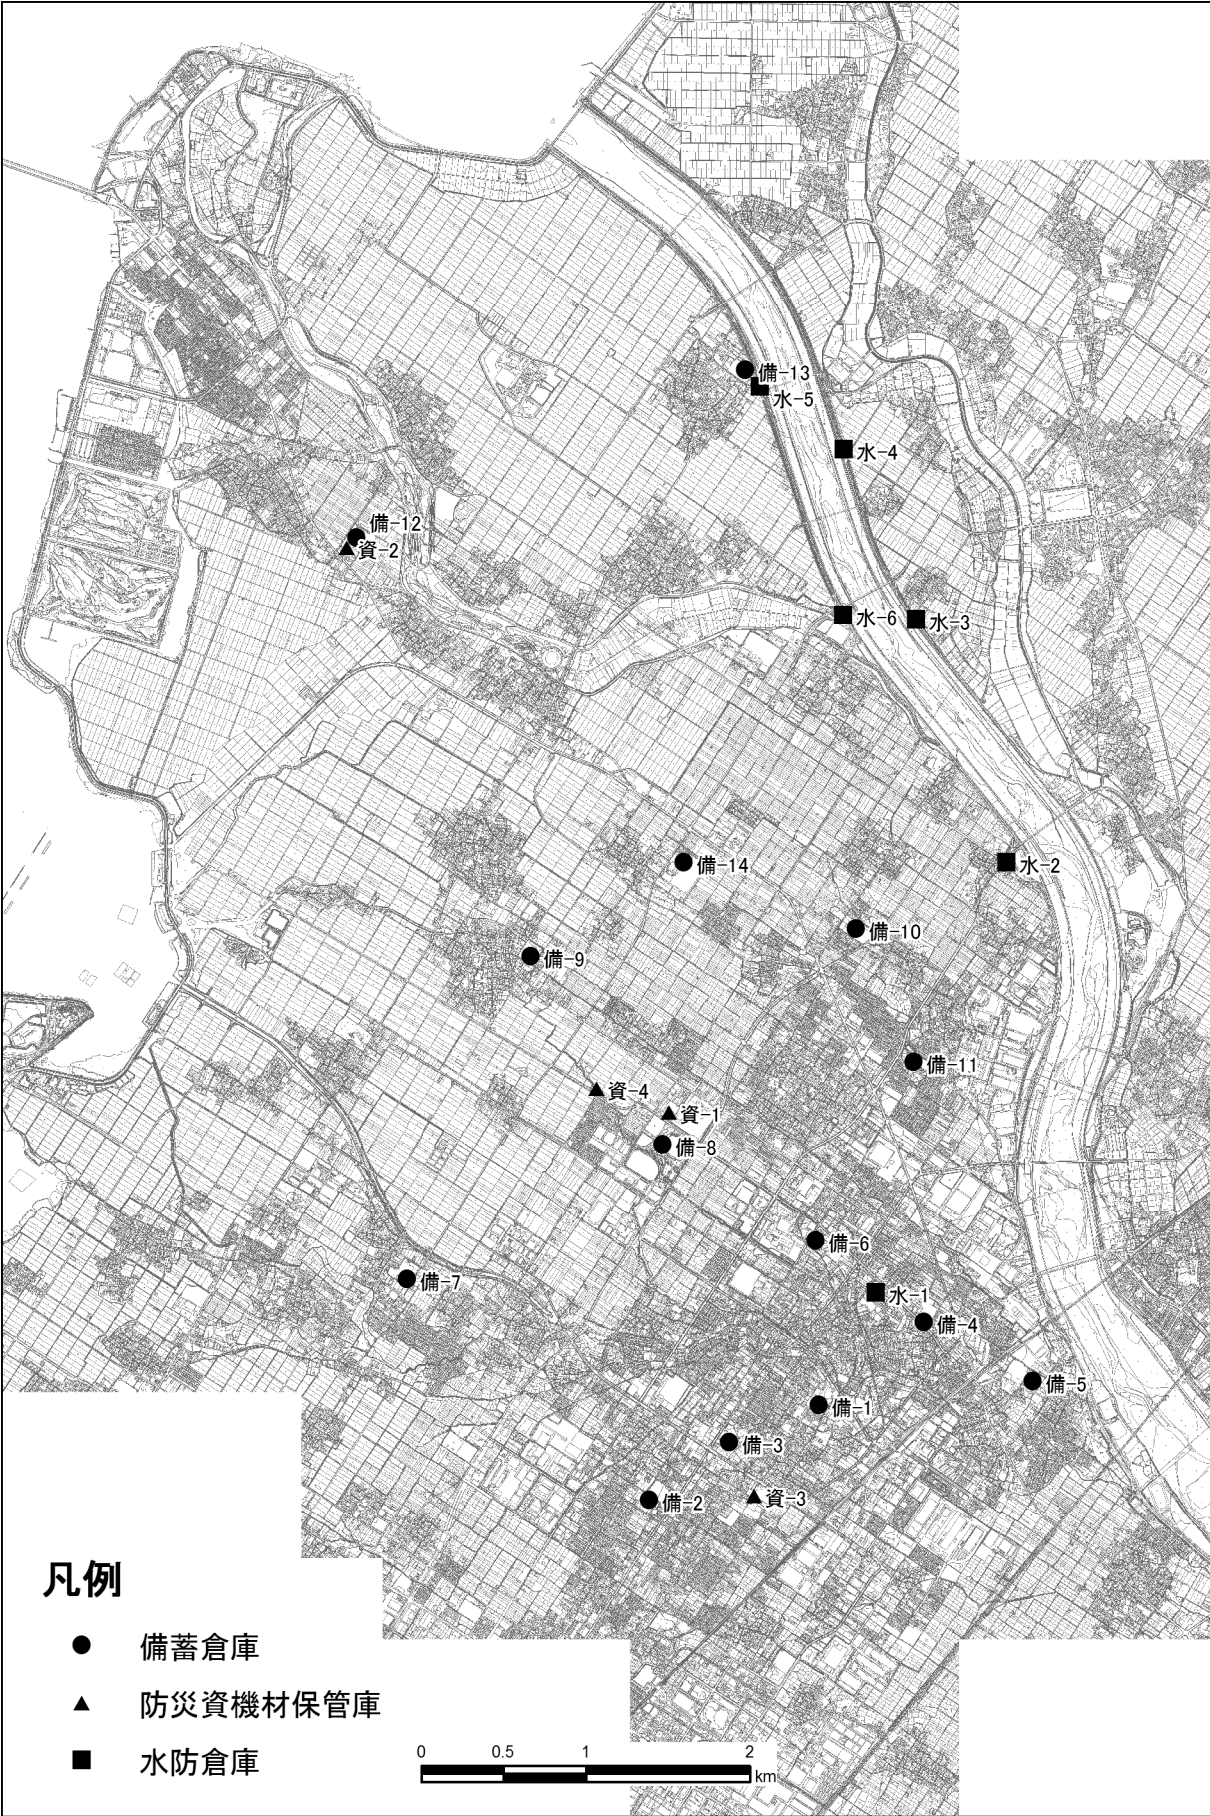 備-13
水-5
水-4
備-12
資-2
水-6
水-3
備-14
水-2
備-10
備-9
備-11
資-4
資-1
備-8
備-6
備-7
水-1
備-4
備-5
備-1
備-3
備-2
資-3
凡例
備蓄倉庫
防災資機材保管庫
水防倉庫
0 0.5 1 2
km